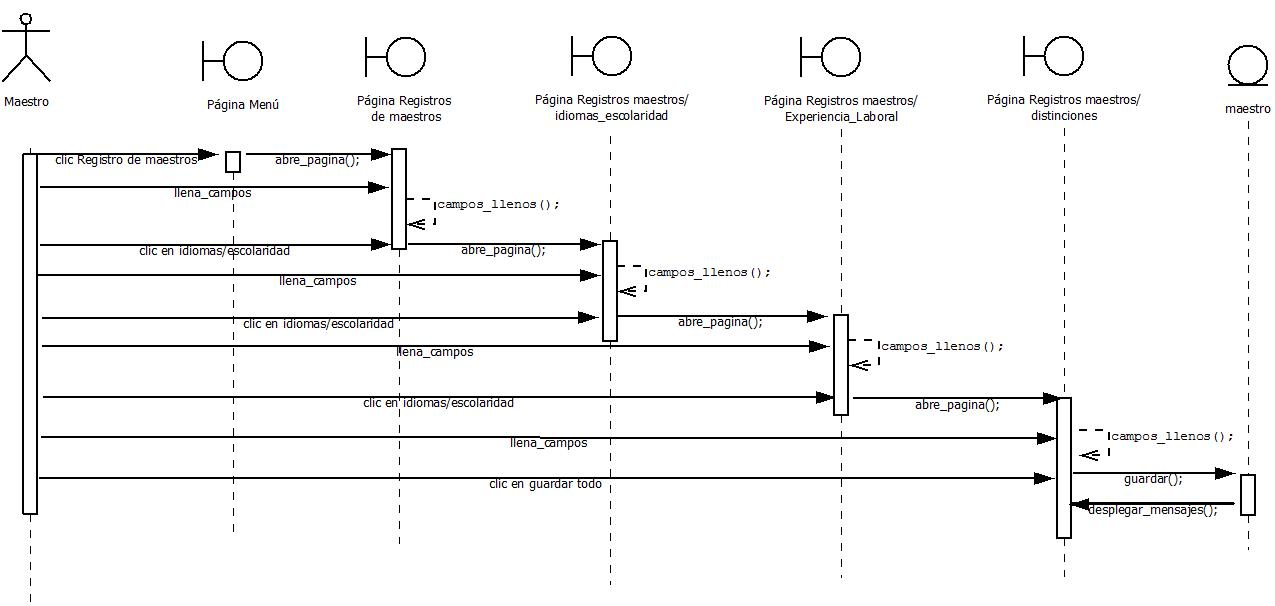 Maestro
Página Menú
Página Registros
de maestros
Página Registros maestros/
idiomas_escolaridad
Página Registros maestros/
Experiencia_Laboral
Página Registros maestros/
distinciones
maestro
clic Registro de maestros
abre_pagina();
llena_campos
campos_llenos();
clic en idiomas/escolaridad
abre_pagina();
llena_campos
campos_llenos();
clic en idiomas/escolaridad
abre_pagina();
llena_campos
campos_llenos();
clic en idiomas/escolaridad
abre_pagina();
llena_campos
campos_llenos();
clic en guardar todo
guardar();
desplegar_mensajes();